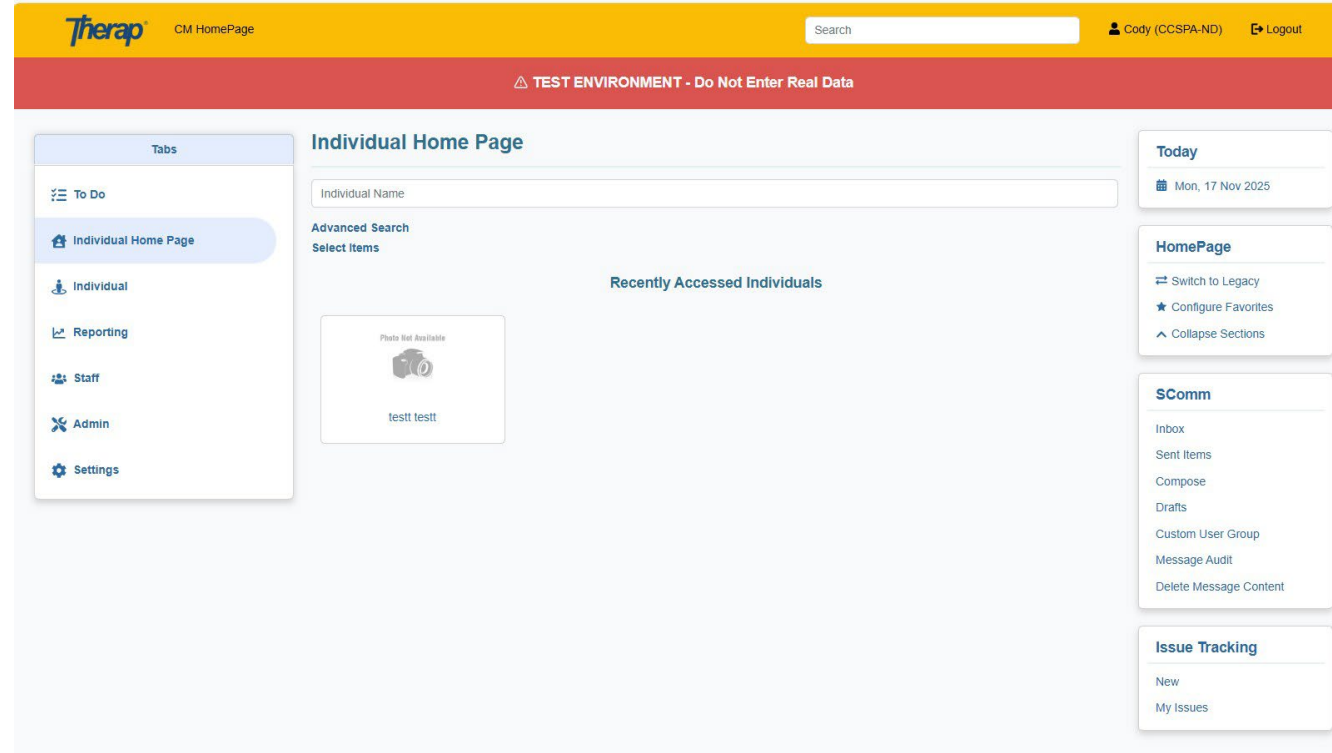 Therap® CM HomePage Search Cody (CCSPA-ND) Logout
TEST ENVIRONMENT - Do Not Enter Real Data
Tabs
To Do
Individual Home Page
Individual
Reporting
Staff
Admin
Settings
Individual Home Page
Individual Name
Advanced Search
Select Items
Recently Accessed Individuals
Photo Not Available
testt testt
Today
Mon, 17 Nov 2025
HomePage
Switch to Legacy
Configure Favorites
Collapse Sections
SComm
Inbox
Sent Items
Compose
Drafts
Custom User Group
Message Audit
Delete Message Content
Issue Tracking
New
My Issues